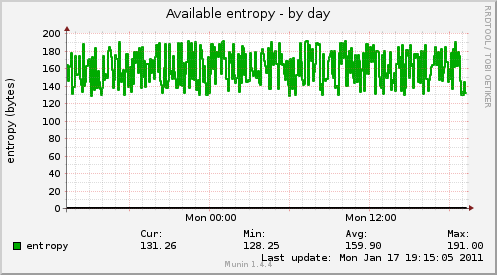 Available entropy - by day
RRDTOOL / TOBI OETIKER
entropy (bytes)
200
180
160
140
120
100
80
60
40
20
0
Mon 00:00 Mon 12:00
Cur: Min: Avg: Max:
entropy 131.26 128.25 159.90 191.00
Last update: Mon Jan 17 19:15:05 2011
Munin 1.4.4